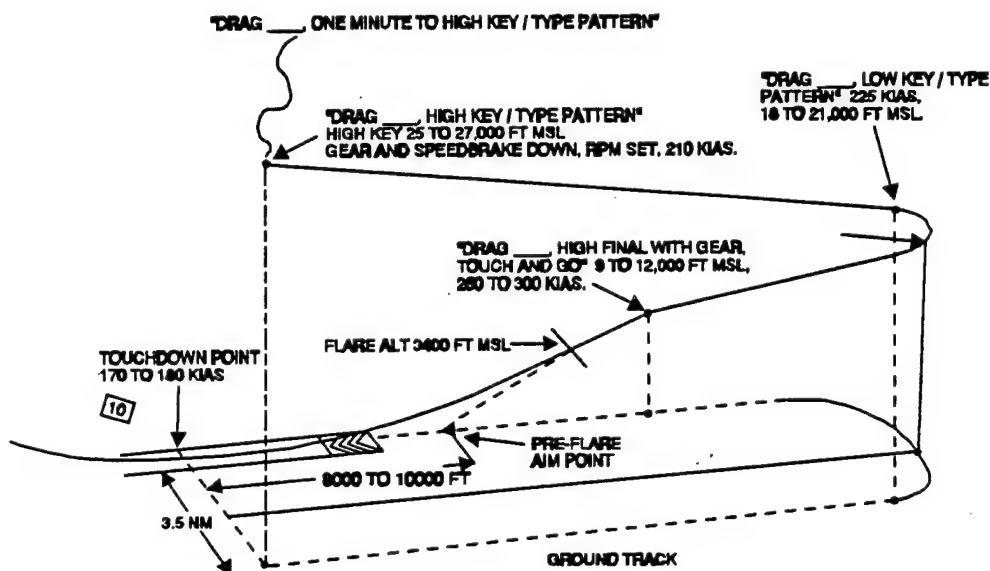 "DRAG ___, ONE MINUTE TO HIGH KEY / TYPE PATTERN"
"DRAG ___, LOW KEY / TYPE
PATTERN" 225 KIAS,
18 TO 21,000 FT MSL.
"DRAG ___, HIGH KEY / TYPE PATTERN"
HIGH KEY 25 TO 27,000 FT MSL
GEAR AND SPEEDBRAKE DOWN, RPM SET, 210 KIAS.
"DRAG ___, HIGH FINAL WITH GEAR,
TOUCH AND GO" 9 TO 12,000 FT MSL,
280 TO 300 KIAS.
FLARE ALT 3400 FT MSL
TOUCHDOWN POINT
170 TO 180 KIAS
10
PRE-FLARE
AIM POINT
8000 TO 10000 FT
3.5 NM
GROUND TRACK